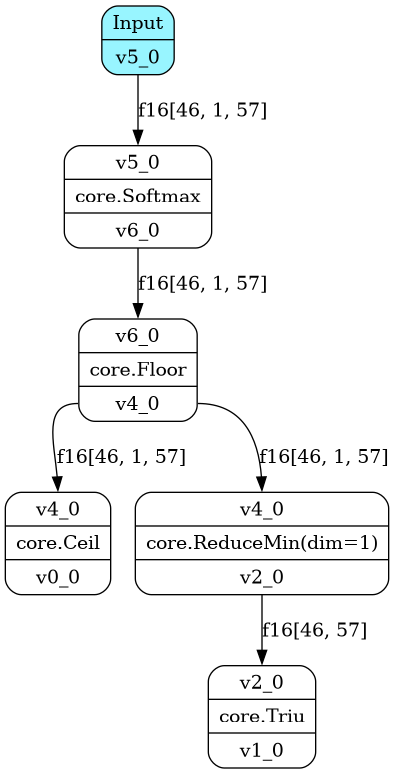 Input
v5_0
f16[46, 1, 57]
v5_0
core.Softmax
v6_0
f16[46, 1, 57]
v6_0
core.Floor
v4_0
f16[46, 1, 57]
f16[46, 1, 57]
v4_0
core.Ceil
v0_0
v4_0
core.ReduceMin(dim=1)
v2_0
f16[46, 57]
v2_0
core.Triu
v1_0